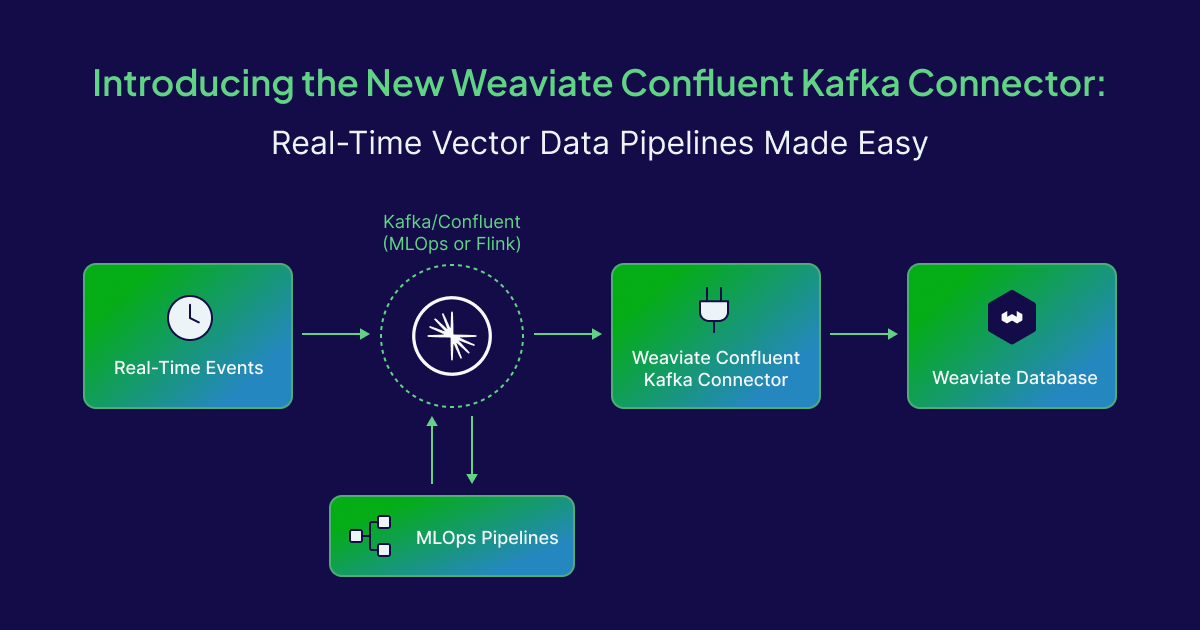 Introducing the New Weaviate Confluent Kafka Connector:
Real-Time Vector Data Pipelines Made Easy
Kafka/Confluent
(MLOps or Flink)
Real-Time Events
Weaviate Confluent
Kafka Connector
Weaviate Database
MLOps Pipelines